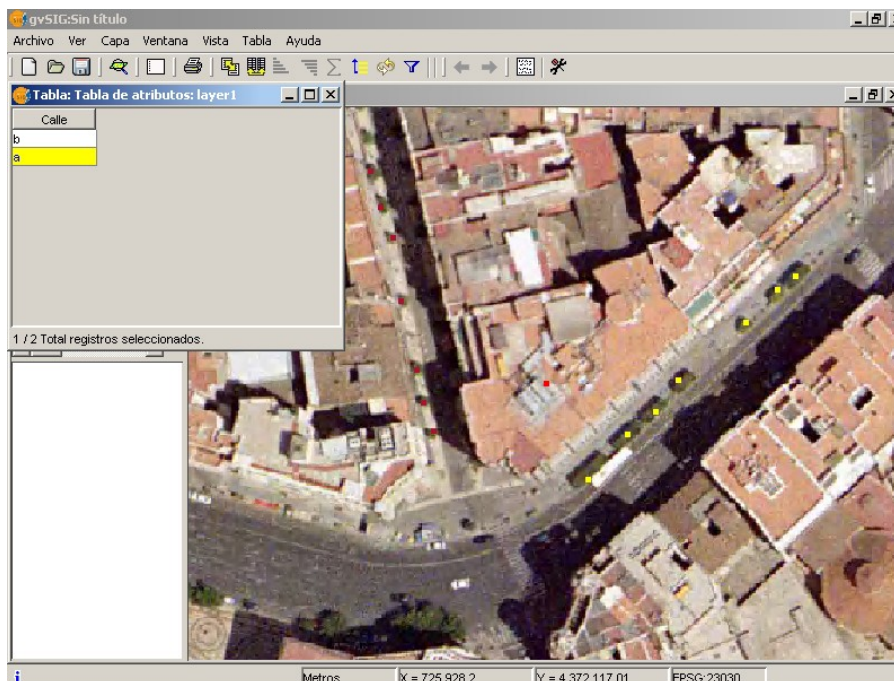 gvSIG:Sin título
Archivo Ver Capa Ventana Vista Tabla Ayuda
Tabla: Tabla de atributos: layer1
Calle
b
a
1 / 2 Total registros seleccionados.
Metros X = 725.928,2 Y = 4.372.117,01 EPSG:23030